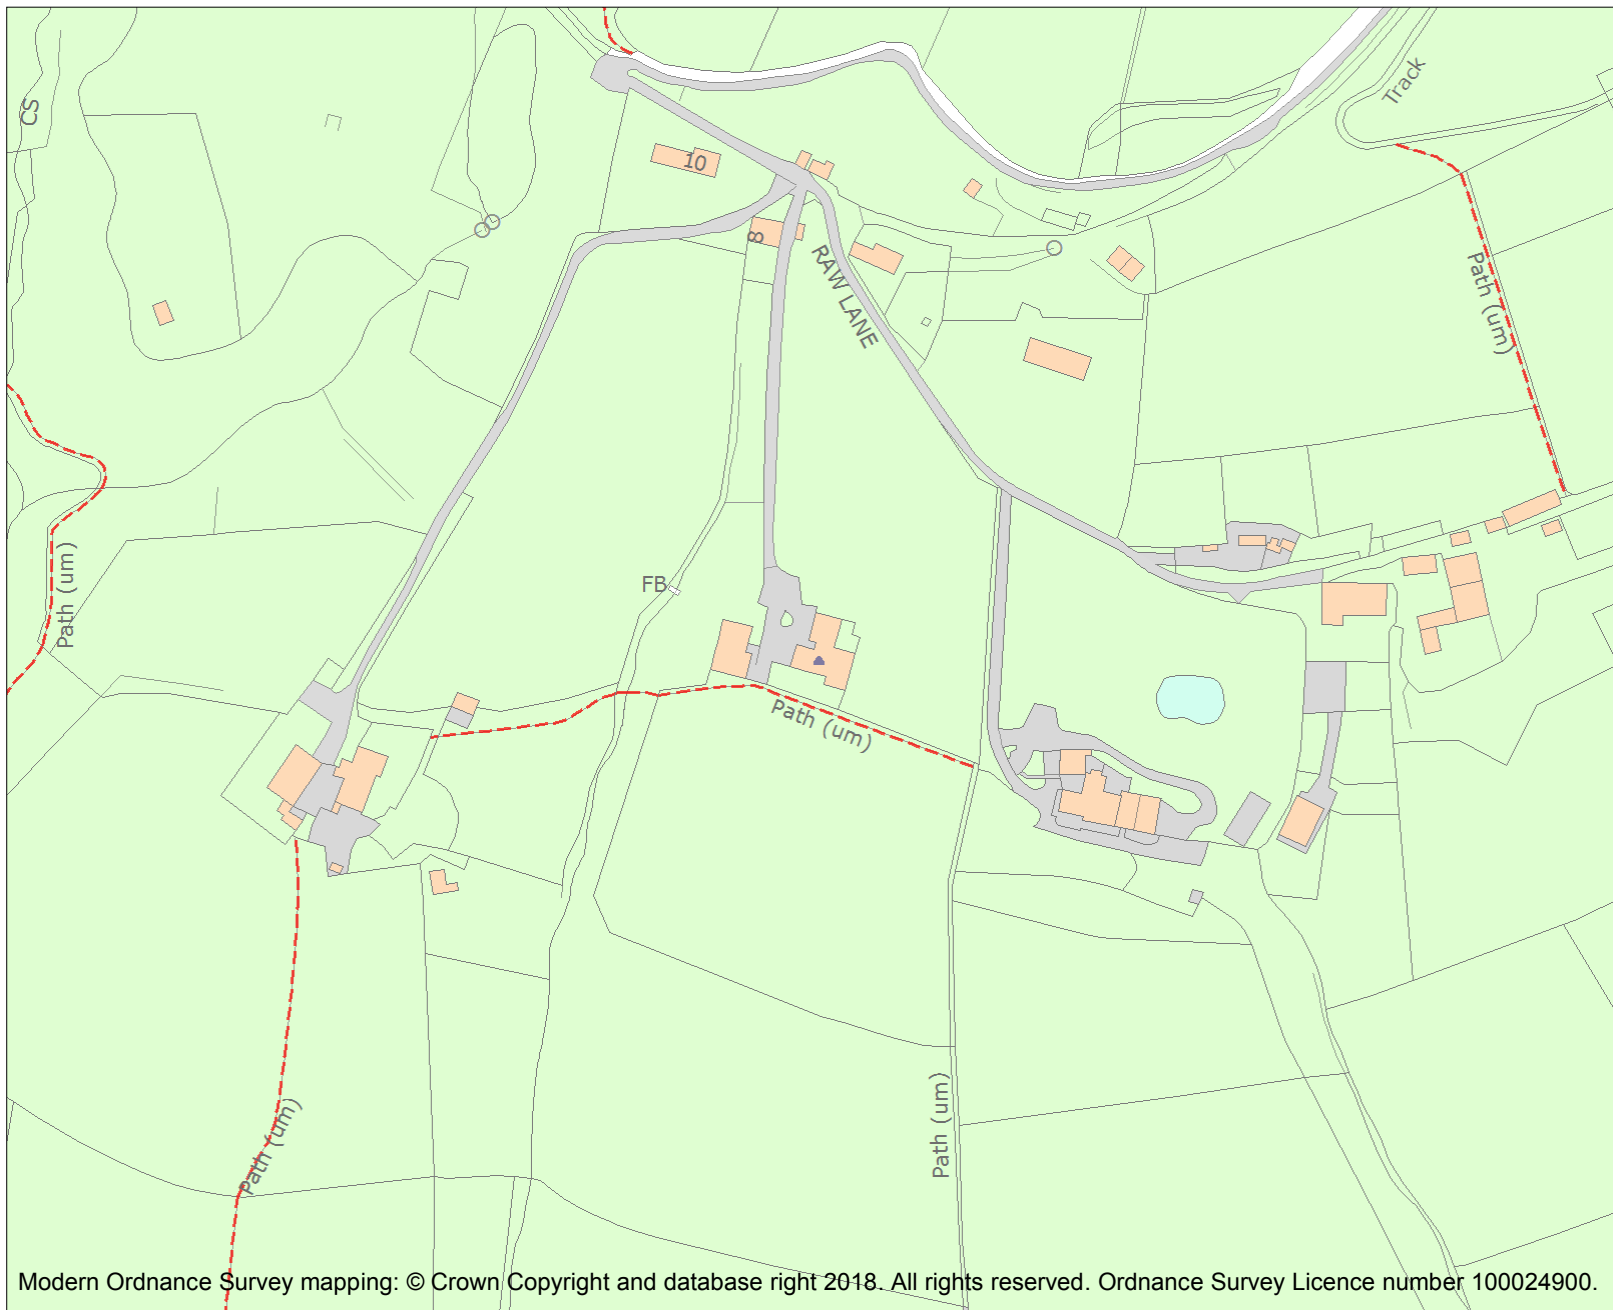 Track
CS
10
8
RAW LANE
Path (um)
Path (um)
FB
Path (um)
Path (um)
Path (um)
Modern Ordnance Survey mapping: © Crown Copyright and database right 2018. All rights reserved. Ordnance Survey Licence number 100024900.